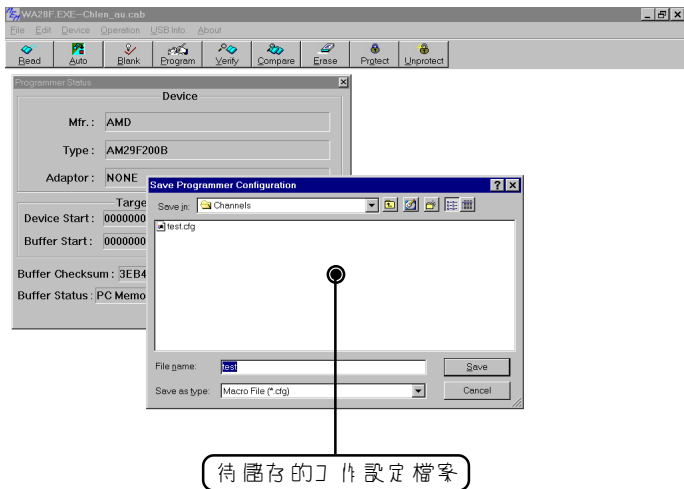 WA28F.EXE--Chlen_au.cnb
File Edit Device Operation USB Info. About
Read Auto Blank Program Verify Compare Erase Protect Unprotect
Programmer Status
Device
Mfr. : AMD
Type : AM29F200B
Adaptor : NONE
Targe
Device Start : 0000000
Buffer Start : 0000000
Buffer Checksum : 3EB4
Buffer Status : PC Memo
Save Programmer Configuration
Save in: Channels
test.cfg
File name: test Save
Save as type: Macro File (*.cfg) Cancel
待儲存的工作設定檔案